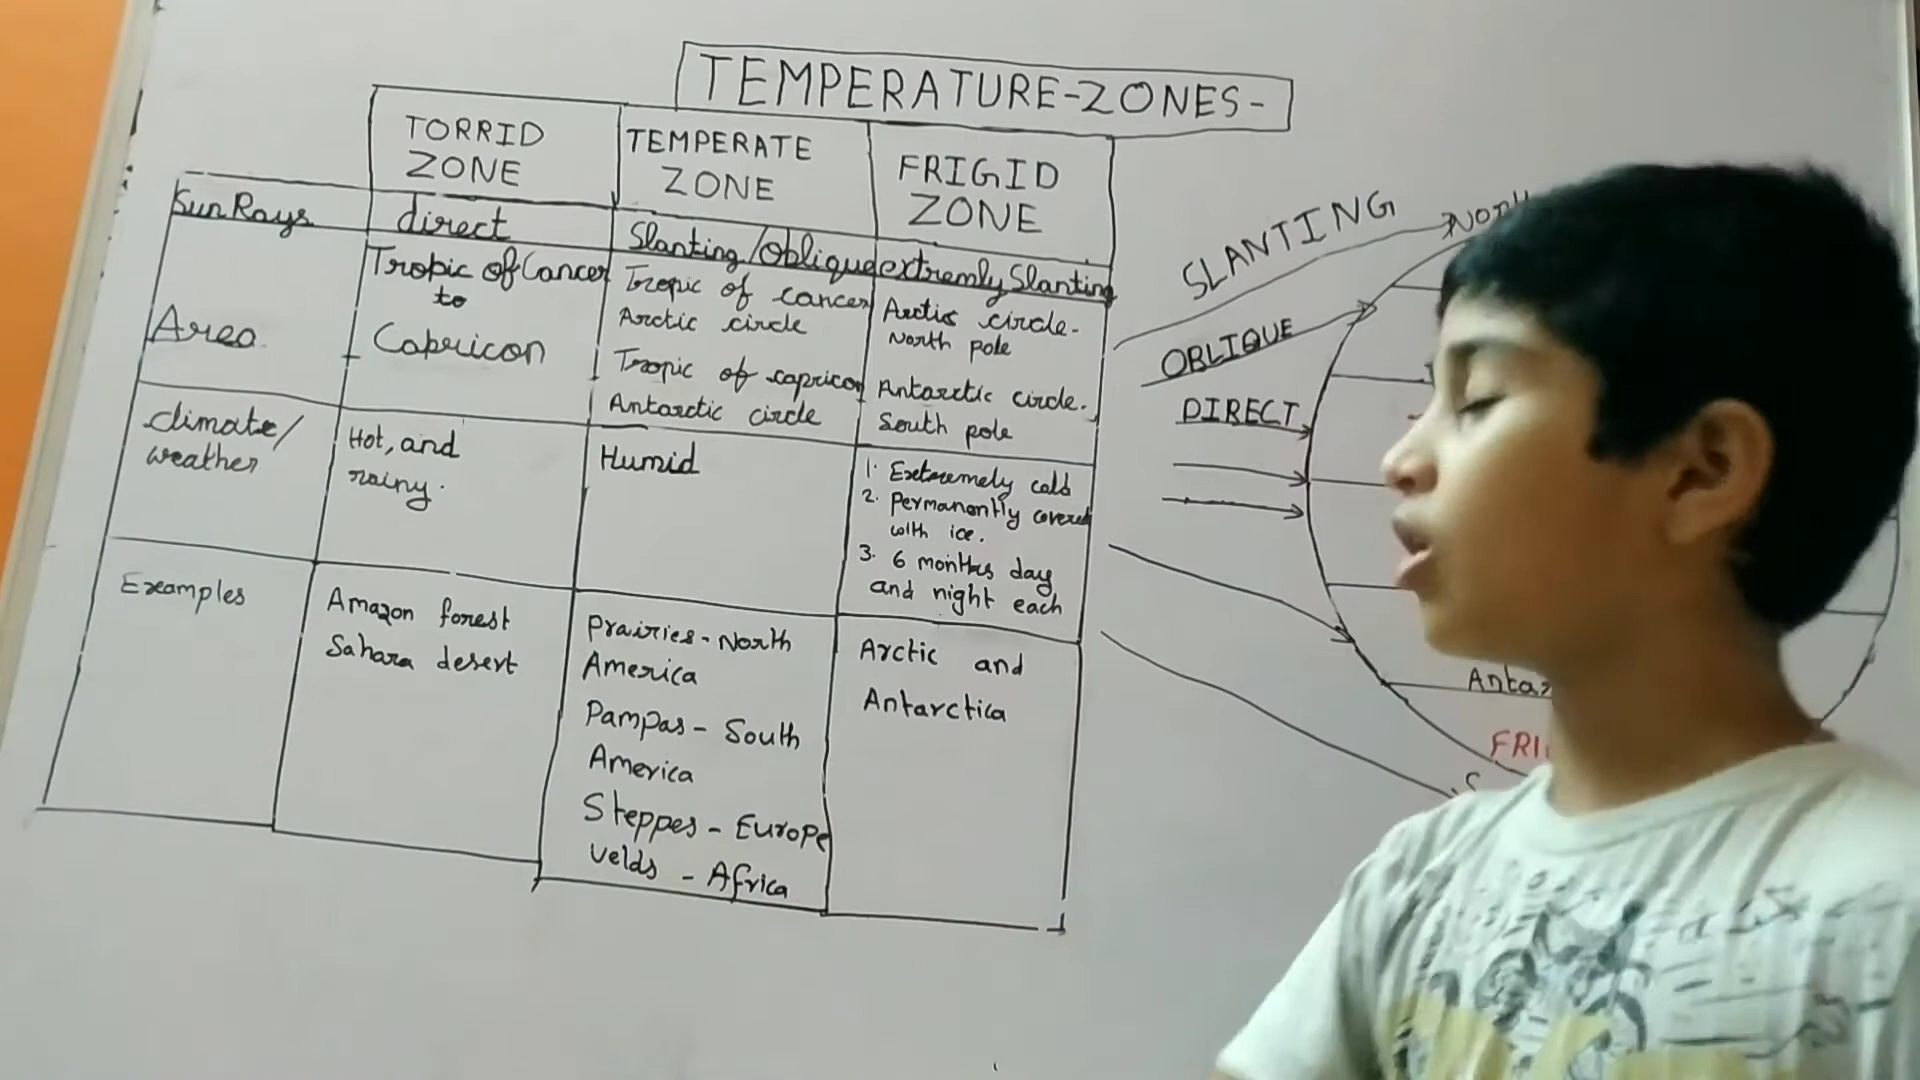 TEMPERATURE-ZONES-
TORRID
ZONE
TEMPERATE
ZONE
FRIGID
ZONE
Sun Rays
direct
Slanting/Oblique
extremly Slanting
Area
Tropic of Cancer
to
Capricon
Tropic of cancer
Arctic circle
Tropic of capricon
Antarctic circle
Arctic circle-
North pole
Antarctic circle-
South pole
climate/
weather
Hot, and
rainy.
Humid
1. Extremely cold
2. Permanantly covered
with ice.
3. 6 months day
and night each
Examples
Amazon forest
Sahara desert
Prairies-North
America
Pampas - South
America
Steppes - Europe
Velds - Africa
Arctic and
Antarctica
SLANTING
OBLIQUE
DIRECT